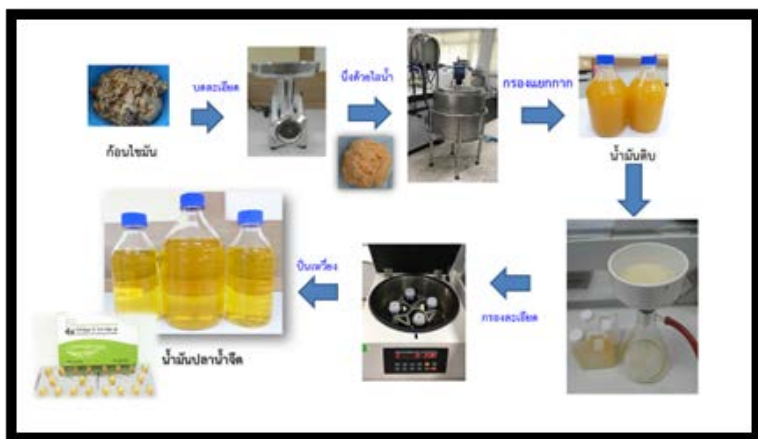 ก้อนไขมัน
บดละเอียด
นึ่งด้วยไอน้ำ
กรองแยกกาก
น้ำมันดิบ
กรองละเอียด
ปั่นเหวี่ยง
น้ำมันปลาน้ำจืด